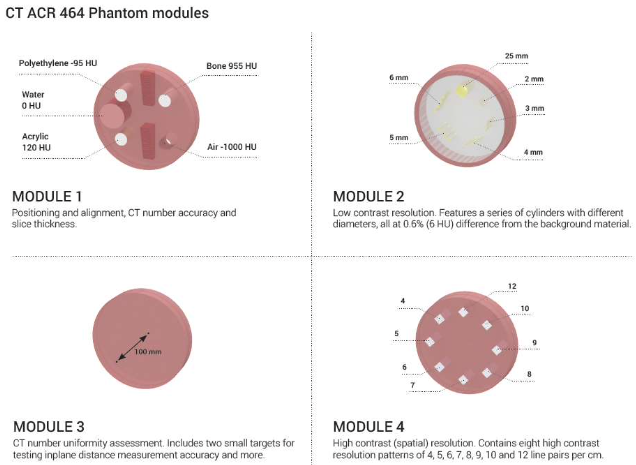 CT ACR 464 Phantom modules
Polyethylene -95 HU
Bone 955 HU
Water
0 HU
Acrylic
120 HU
Air -1000 HU
MODULE 1
Positioning and alignment, CT number accuracy and
slice thickness.
25 mm
6 mm
2 mm
3 mm
5 mm
4 mm
MODULE 2
Low contrast resolution. Features a series of cylinders with different
diameters, all at 0.6% (6 HU) difference from the background material.
100 mm
MODULE 3
CT number uniformity assessment. Includes two small targets for
testing inplane distance measurement accuracy and more.
12
4
10
5
9
6
8
7
MODULE 4
High contrast (spatial) resolution. Contains eight high contrast
resolution patterns of 4, 5, 6, 7, 8, 9, 10 and 12 line pairs per cm.